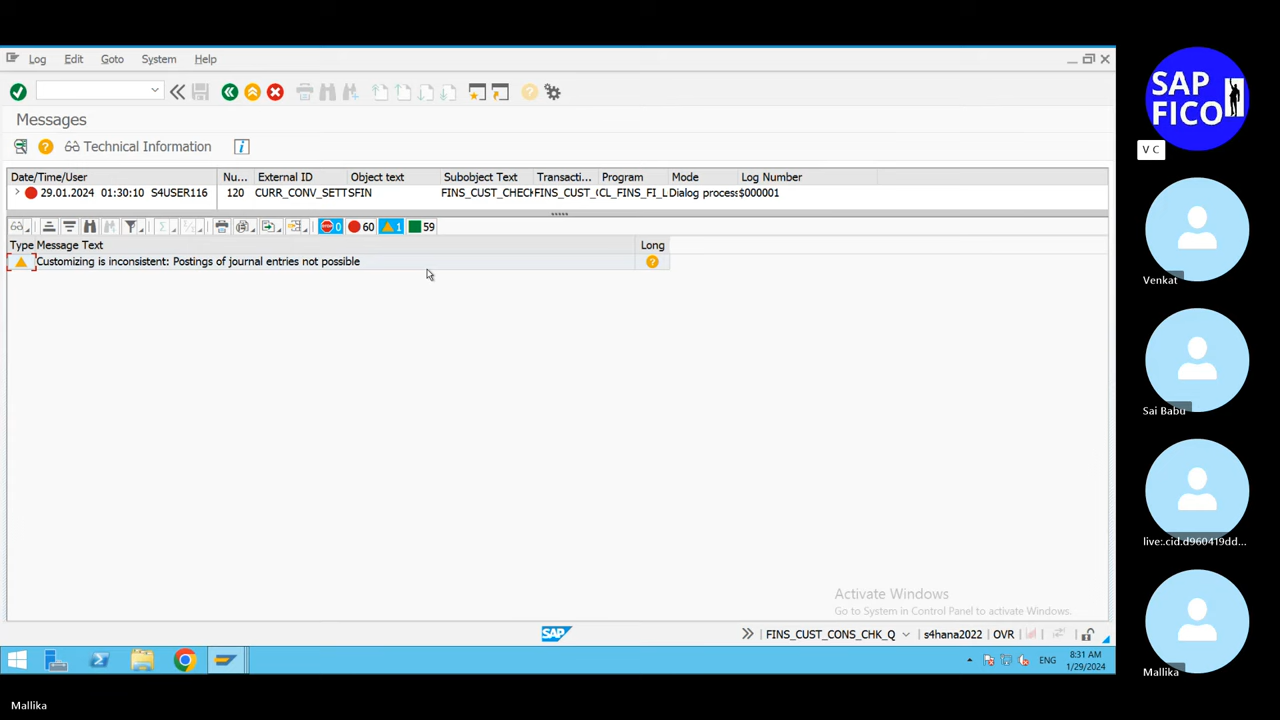 Log Edit Goto System Help
Messages
Technical Information
Date/Time/User Nu... External ID Object text Subobject Text Transacti... Program Mode Log Number
29.01.2024 01:30:10 S4USER116 120 CURR_CONV_SETT SFIN FINS_CUST_CHECK FINS_CUST_( CL_FINS_FI_L Dialog process $000001
STOP 0 60 1 59
Type Message Text Long
Customizing is inconsistent: Postings of journal entries not possible
Activate Windows
Go to System in Control Panel to activate Windows.
SAP FINS_CUST_CONS_CHK_Q s4hana2022 OVR
ENG 8:31 AM
1/29/2024
Mallika
SAP
FICO
V C
Venkat
Sai Babu
live:.cid.d960419dd...
Mallika